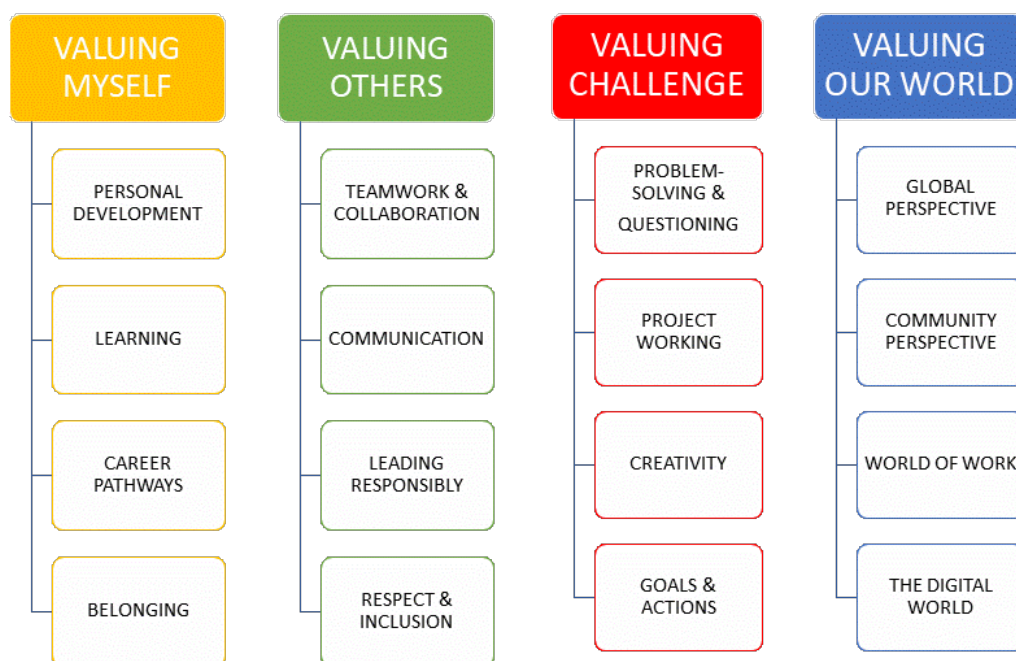 VALUING
MYSELF
PERSONAL
DEVELOPMENT
LEARNING
CAREER
PATHWAYS
BELONGING
VALUING
OTHERS
TEAMWORK &
COLLABORATION
COMMUNICATION
LEADING
RESPONSIBLY
RESPECT &
INCLUSION
VALUING
CHALLENGE
PROBLEM-
SOLVING &
QUESTIONING
PROJECT
WORKING
CREATIVITY
GOALS &
ACTIONS
VALUING
OUR WORLD
GLOBAL
PERSPECTIVE
COMMUNITY
PERSPECTIVE
WORLD OF WORK
THE DIGITAL
WORLD